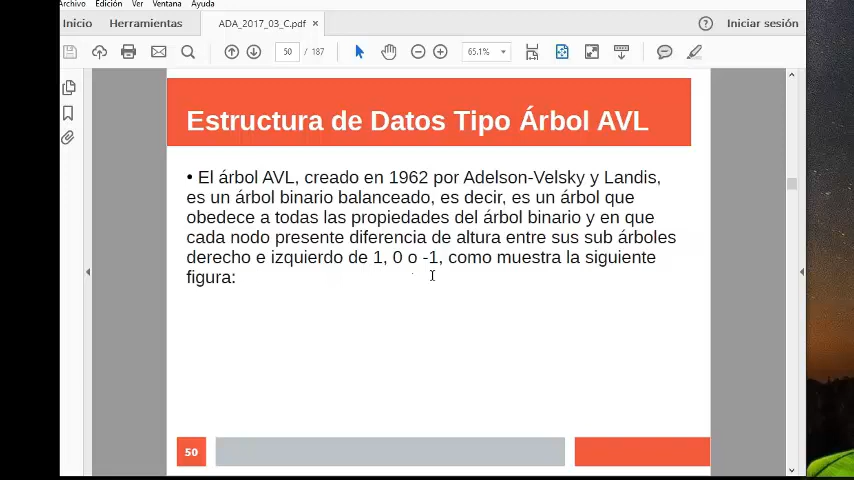 Archivo Edición Ver Ventana Ayuda
Inicio Herramientas ADA_2017_03_C.pdf × ? Iniciar sesión
50 / 187 65.1%
Estructura de Datos Tipo Árbol AVL
• El árbol AVL, creado en 1962 por Adelson-Velsky y Landis,
es un árbol binario balanceado, es decir, es un árbol que
obedece a todas las propiedades del árbol binario y en que
cada nodo presente diferencia de altura entre sus sub árboles
derecho e izquierdo de 1, 0 o -1, como muestra la siguiente
figura:
50